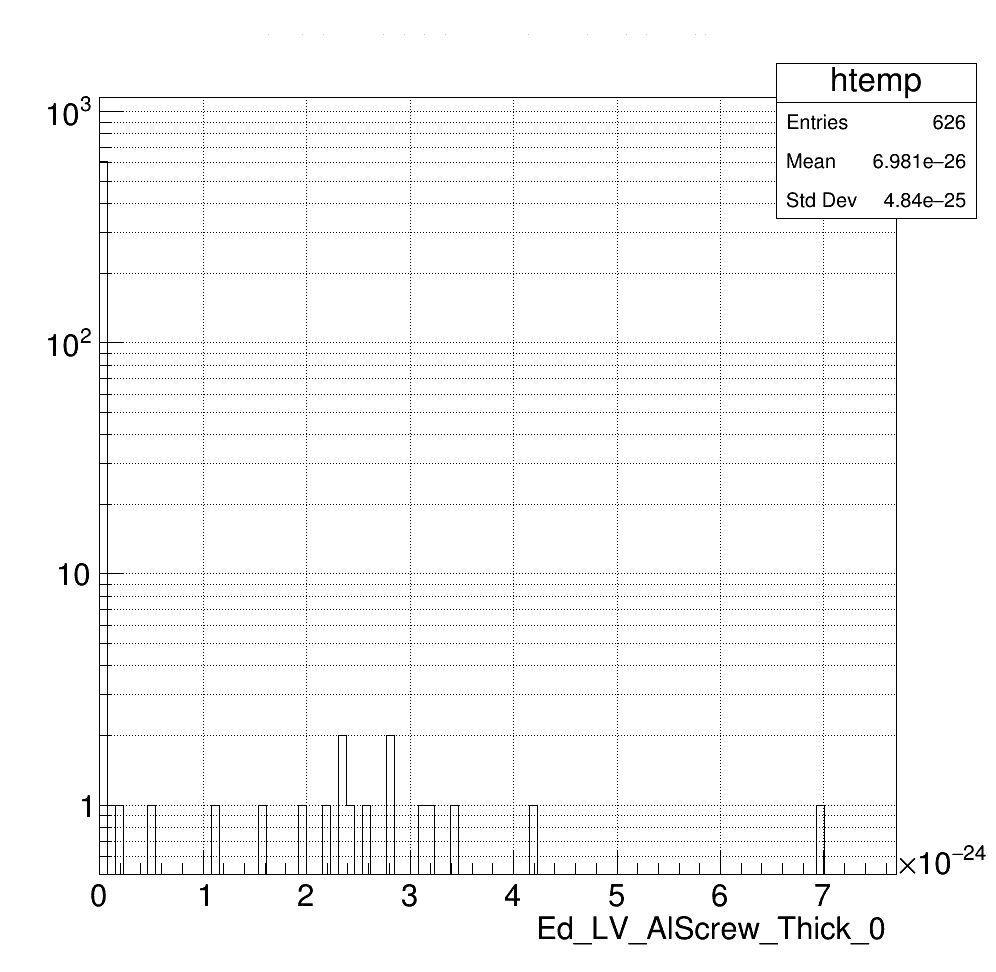 htemp
Entries 626
Mean 6.981e−26
Std Dev 4.84e−25
10³
10²
10
1
0 1 2 3 4 5 6 7
×10⁻²⁴
Ed_LV_AlScrew_Thick_0